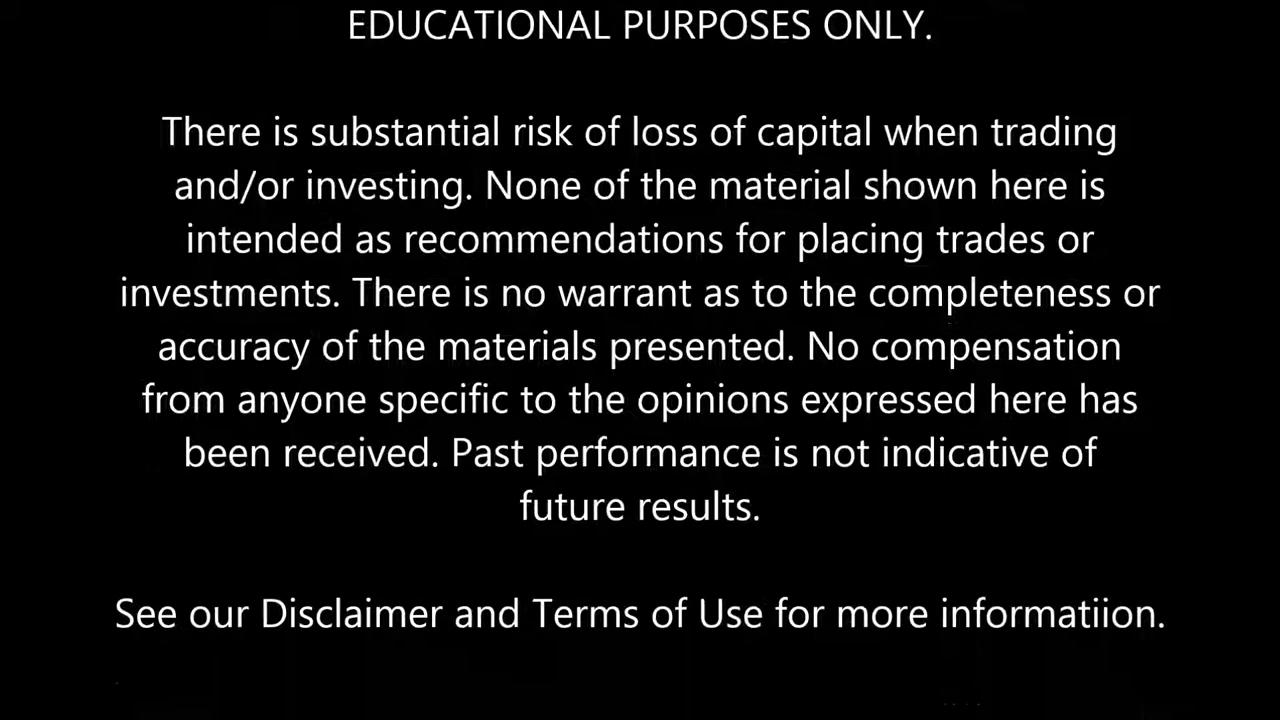 EDUCATIONAL PURPOSES ONLY.
There is substantial risk of loss of capital when trading
and/or investing. None of the material shown here is
intended as recommendations for placing trades or
investments. There is no warrant as to the completeness or
accuracy of the materials presented. No compensation
from anyone specific to the opinions expressed here has
been received. Past performance is not indicative of
future results.
See our Disclaimer and Terms of Use for more informatiion.